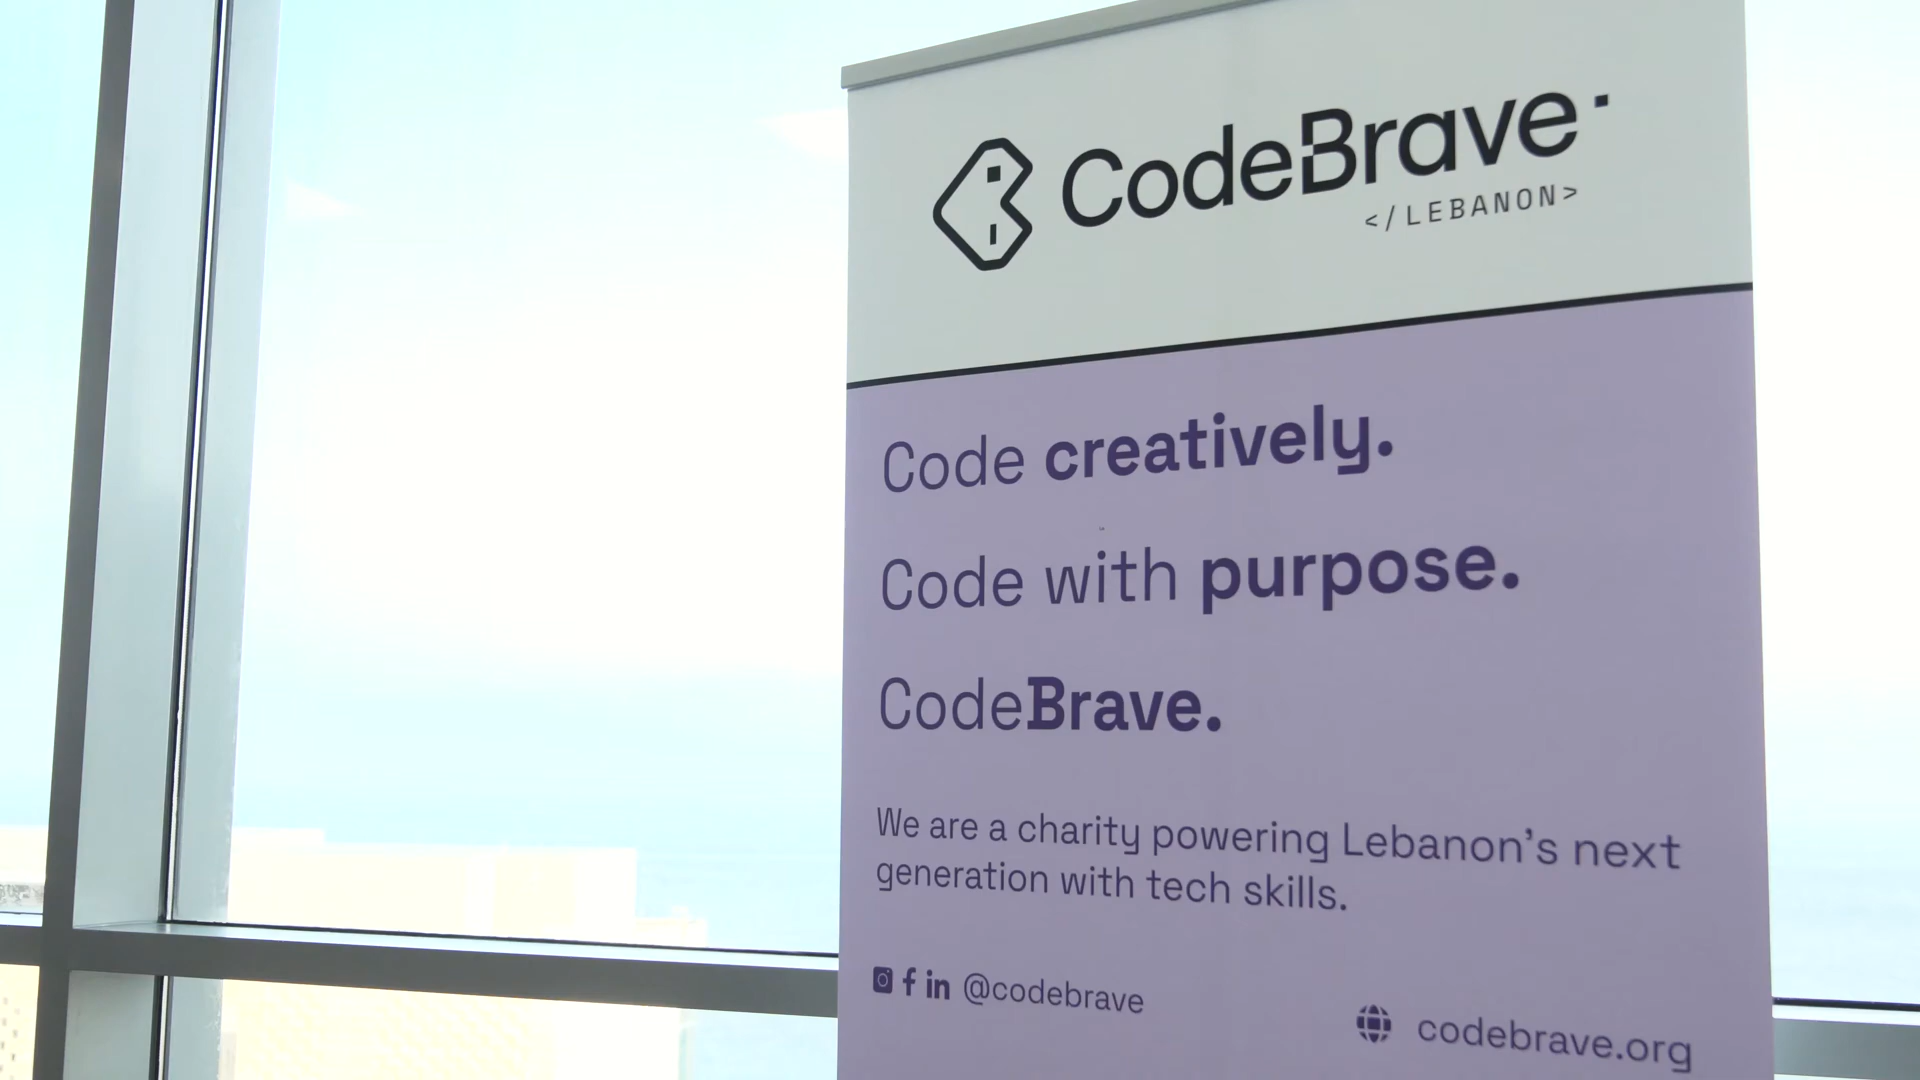 CodeBrave
</LEBANON>
Code creatively.
Code with purpose.
CodeBrave.
We are a charity powering Lebanon's next
generation with tech skills.
@codebrave
codebrave.org